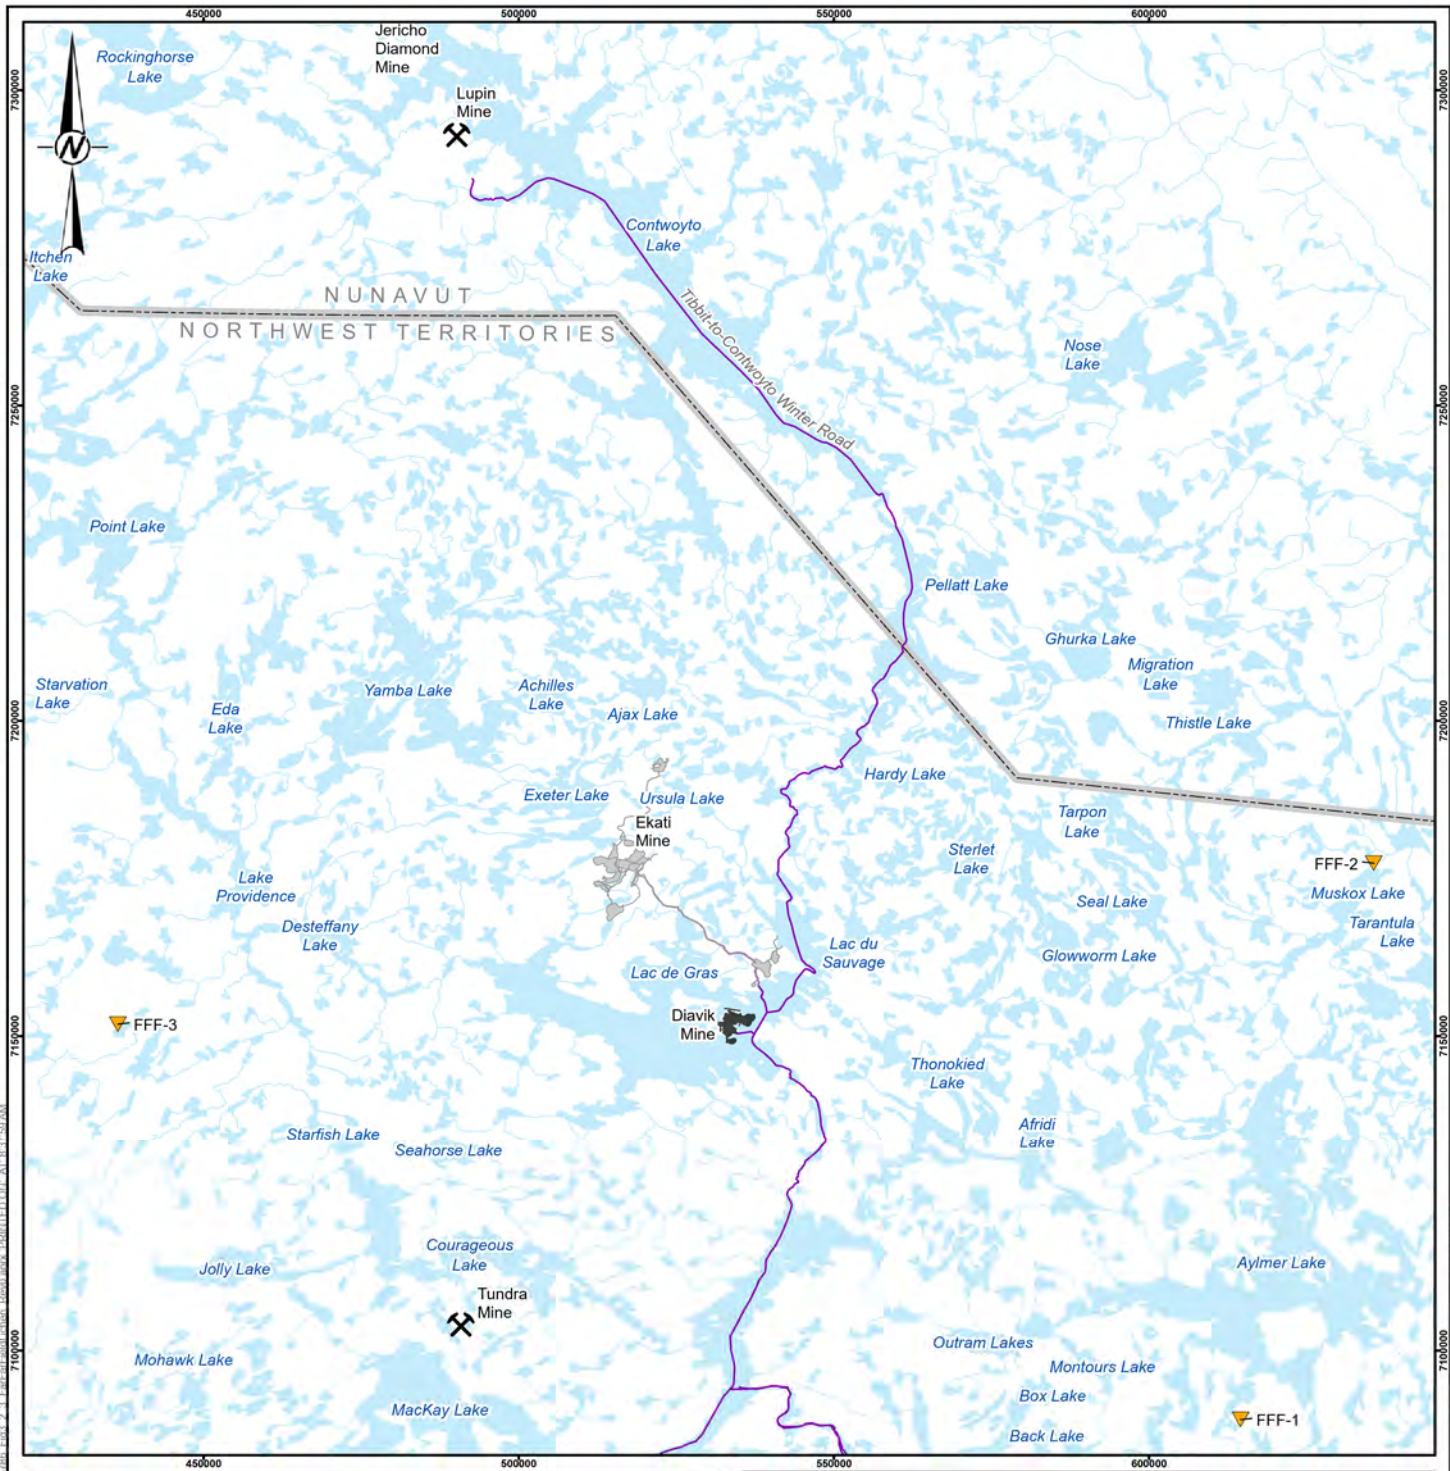 450000
500000
550000
600000
Jericho
Diamond
Mine
Rockinghorse
Lake
7300000
7300000
Lupin
Mine
N
Contwoyto
Lake
Itchen
Lake
NUNAVUT
NORTHWEST TERRITORIES
Tibbit-to-Contwoyto Winter Road
Nose
Lake
7250000
7250000
Point Lake
Pellatt Lake
Ghurka Lake
Migration
Lake
Starvation
Lake
Yamba Lake
Achilles
Lake
Eda
Lake
Ajax Lake
Thistle Lake
7200000
7200000
Hardy Lake
Exeter Lake
Ursula Lake
Ekati
Mine
Tarpon
Lake
Sterlet
Lake
FFF-2
Lake
Providence
Muskox Lake
Seal Lake
Desteffany
Lake
Tarantula
Lake
Lac du
Sauvage
Glowworm Lake
Lac de Gras
Diavik
Mine
FFF-3
7150000
7150000
Thonokied
Lake
Afridi
Lake
Starfish Lake
Seahorse Lake
Courageous
Lake
Jolly Lake
Aylmer Lake
Tundra
Mine
Outram Lakes
7100000
7100000
Mohawk Lake
Montours Lake
Box Lake
MacKay Lake
FFF-1
Back Lake
450000
500000
550000
600000